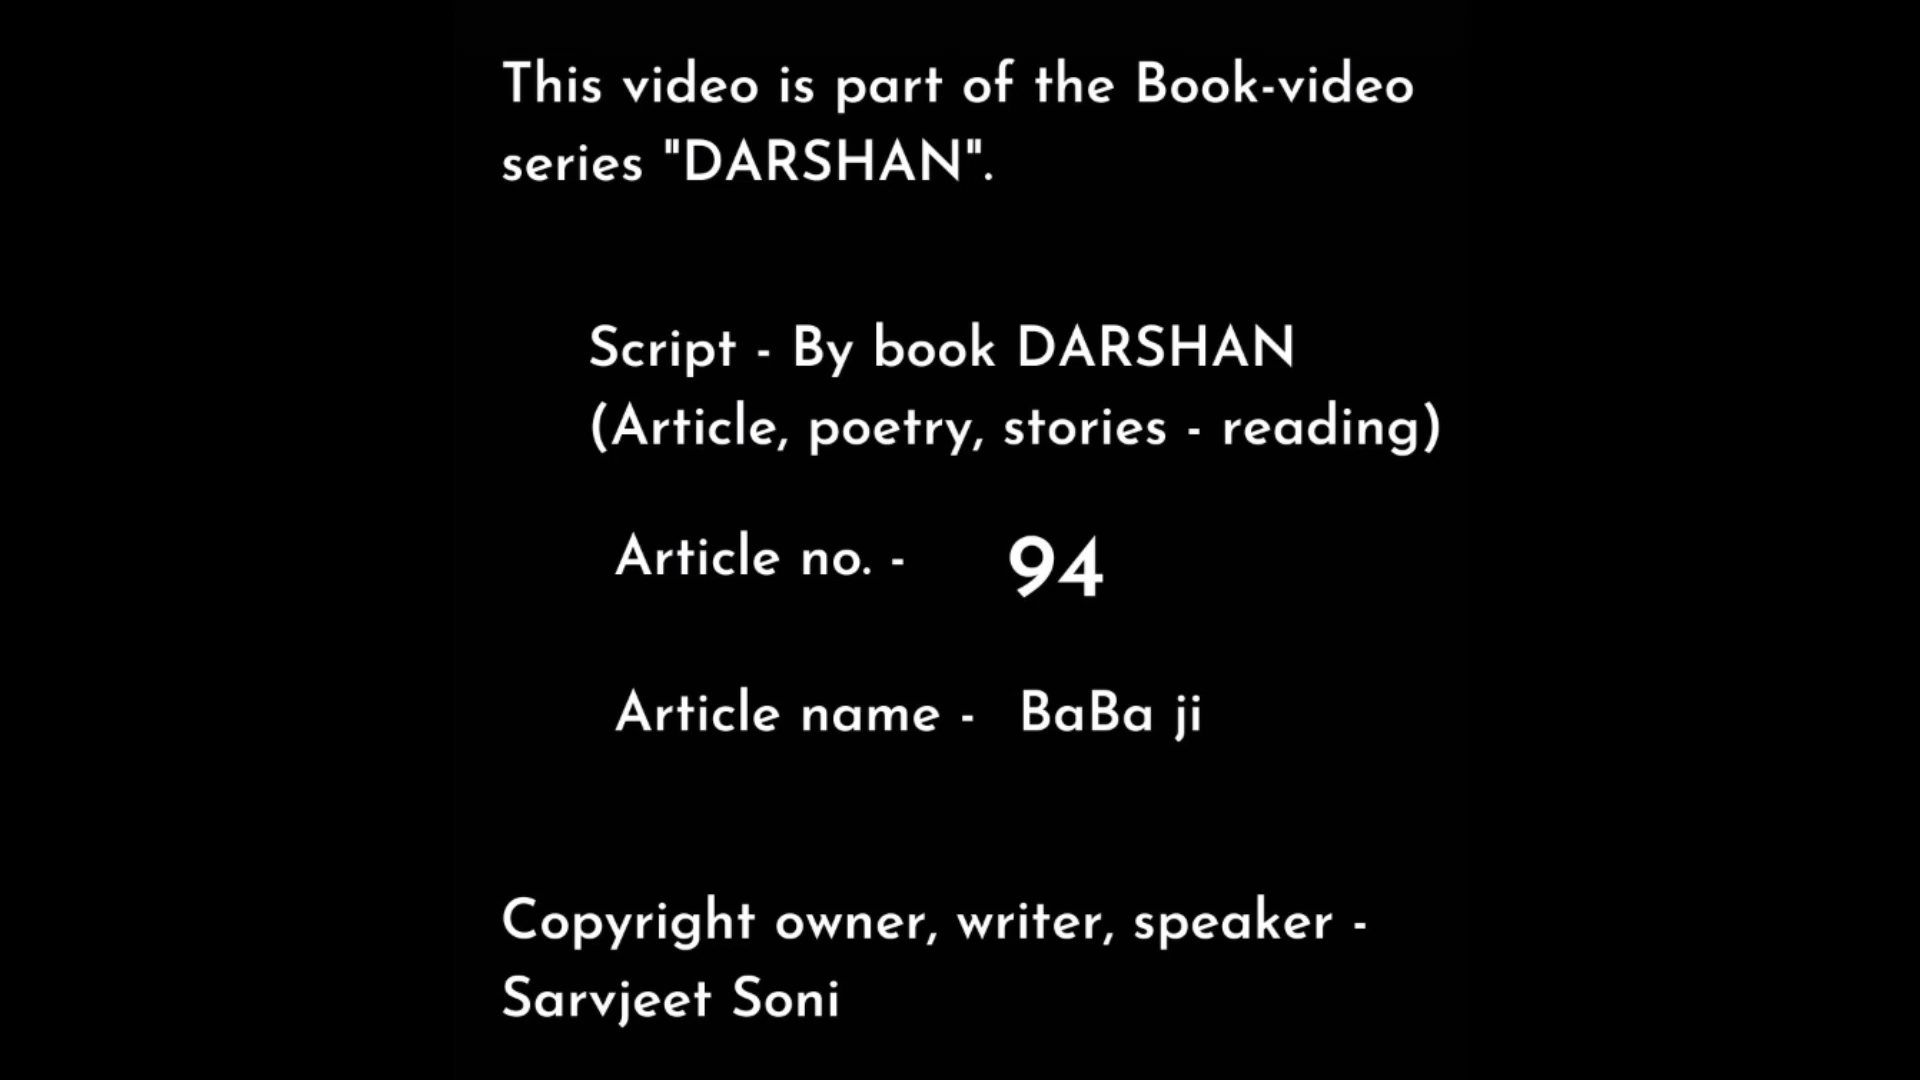 This video is part of the Book-video
series "DARSHAN".
Script - By book DARSHAN
(Article, poetry, stories - reading)
Article no. - 94
Article name - BaBa ji
Copyright owner, writer, speaker -
Sarvjeet Soni